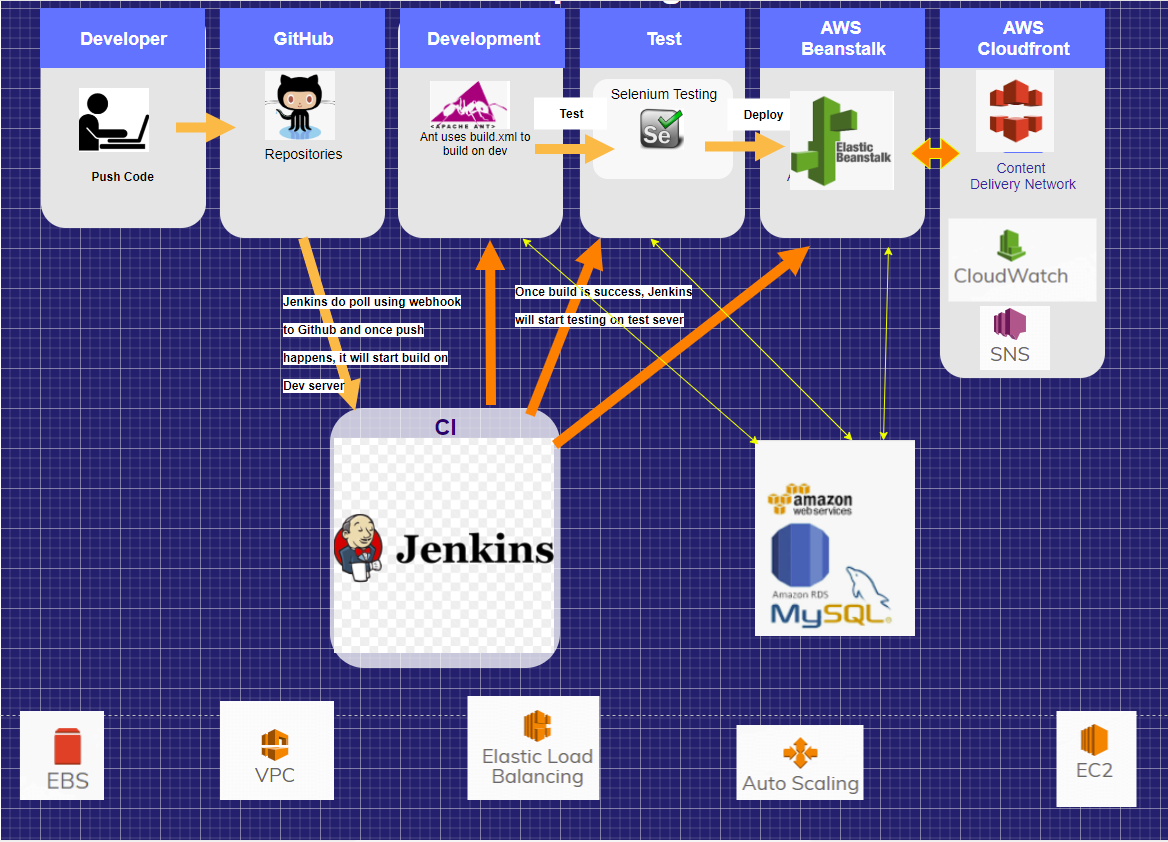 Developer
GitHub
Development
Test
AWS
Beanstalk
AWS
Cloudfront
Push Code
Repositories
<APACHE ANT>
Ant uses build.xml to
build on dev
Test
Selenium Testing
Se
Deploy
Elastic
Beanstalk
Content
Delivery Network
CloudWatch
SNS
Jenkins do poll using webhook
to Github and once push
happens, it will start build on
Dev server
Once build is success, Jenkins
will start testing on test sever
CI
Jenkins
amazon
webservices
Amazon RDS
MySQL
EBS
VPC
Elastic Load
Balancing
Auto Scaling
EC2